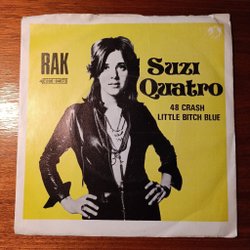 RAK
SUZI
QUATRO
48 CRASH
LITTLE BITCH BLUE